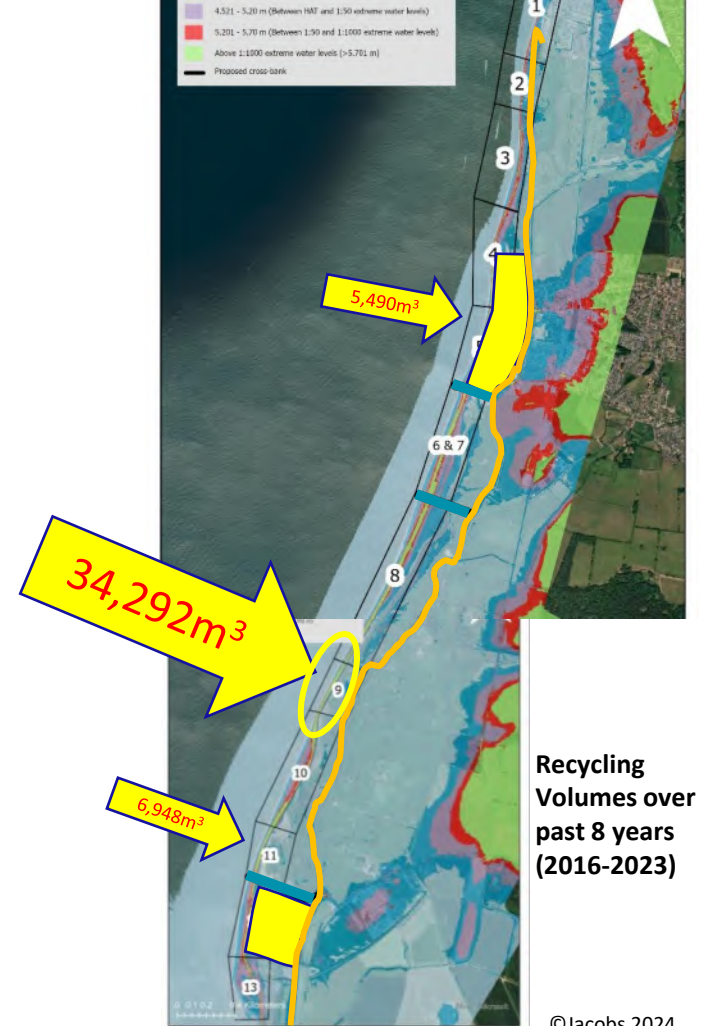 4.521 - 5.20 m (Between HAT and 1:50 extreme water levels)
5.201 - 5.70 m (Between 1:50 and 1:1000 extreme water levels)
Above 1:1000 extreme water levels (>5.701 m)
Proposed cross-bank
1
2
3
4
5,490m³
6 & 7
8
34,292m³
9
10
6,948m³
11
13
Recycling
Volumes over
past 8 years
(2016-2023)
©Jacobs 2024